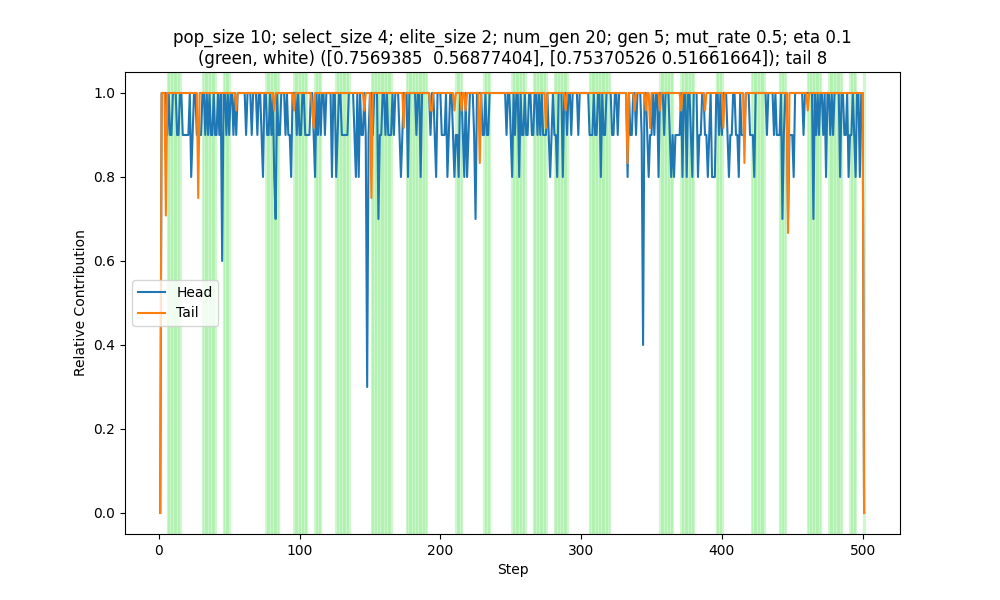 pop_size 10; select_size 4; elite_size 2; num_gen 20; gen 5; mut_rate 0.5; eta 0.1
(green, white) ([0.7569385  0.56877404], [0.75370526 0.51661664]); tail 8
1.0
0.8
0.6
0.4
0.2
0.0
Relative Contribution
Head
Tail
0 100 200 300 400 500
Step